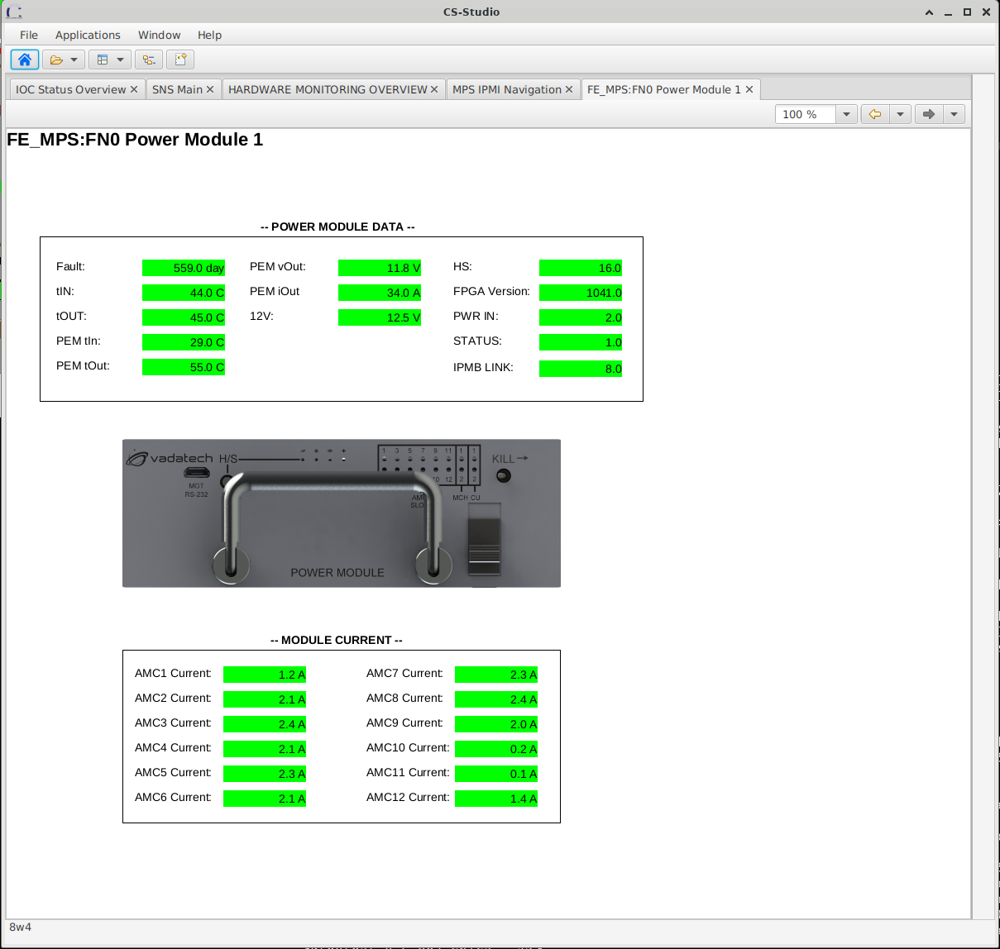 CS-Studio
File Applications Window Help
IOC Status Overview SNS Main HARDWARE MONITORING OVERVIEW MPS IPMI Navigation FE_MPS:FN0 Power Module 1
100 %
FE_MPS:FN0 Power Module 1
-- POWER MODULE DATA --
Fault: 559.0 day PEM vOut: 11.8 V HS: 16.0
tIN: 44.0 C PEM iOut 34.0 A FPGA Version: 1041.0
tOUT: 45.0 C 12V: 12.5 V PWR IN: 2.0
PEM tIn: 29.0 C STATUS: 1.0
PEM tOut: 55.0 C IPMB LINK: 8.0
1 3 5 7 9 11 1 1
vadatech H/S KILL
10 12 2 2
MGT
RS-232
MCH CU
POWER MODULE
-- MODULE CURRENT --
AMC1 Current: 1.2 A AMC7 Current: 2.3 A
AMC2 Current: 2.1 A AMC8 Current: 2.4 A
AMC3 Current: 2.4 A AMC9 Current: 2.0 A
AMC4 Current: 2.1 A AMC10 Current: 0.2 A
AMC5 Current: 2.3 A AMC11 Current: 0.1 A
AMC6 Current: 2.1 A AMC12 Current: 1.4 A
8w4